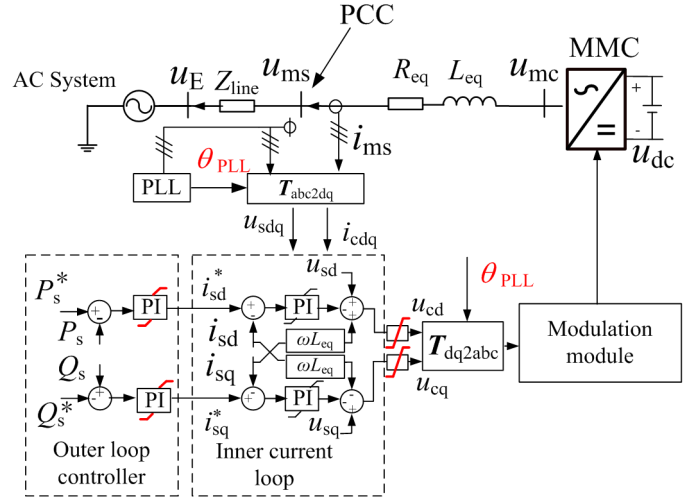 PCC
MMC
AC System
u_E
Z_line
u_ms
R_eq
L_eq
u_mc
+
-
u_dc
i_ms
θ_PLL
PLL
T_abc2dq
u_sdq
i_cdq
θ_PLL
P_s^*
P_s
+
-
PI
i_sd^*
+
-
PI
u_sd
-
+
-
u_cd
i_sd
ωL_eq
T_dq2abc
Modulation
module
i_sq
ωL_eq
Q_s
Q_s^*
-
+
PI
i_sq^*
-
+
PI
u_sq
-
-
+
u_cq
Outer loop
controller
Inner current
loop